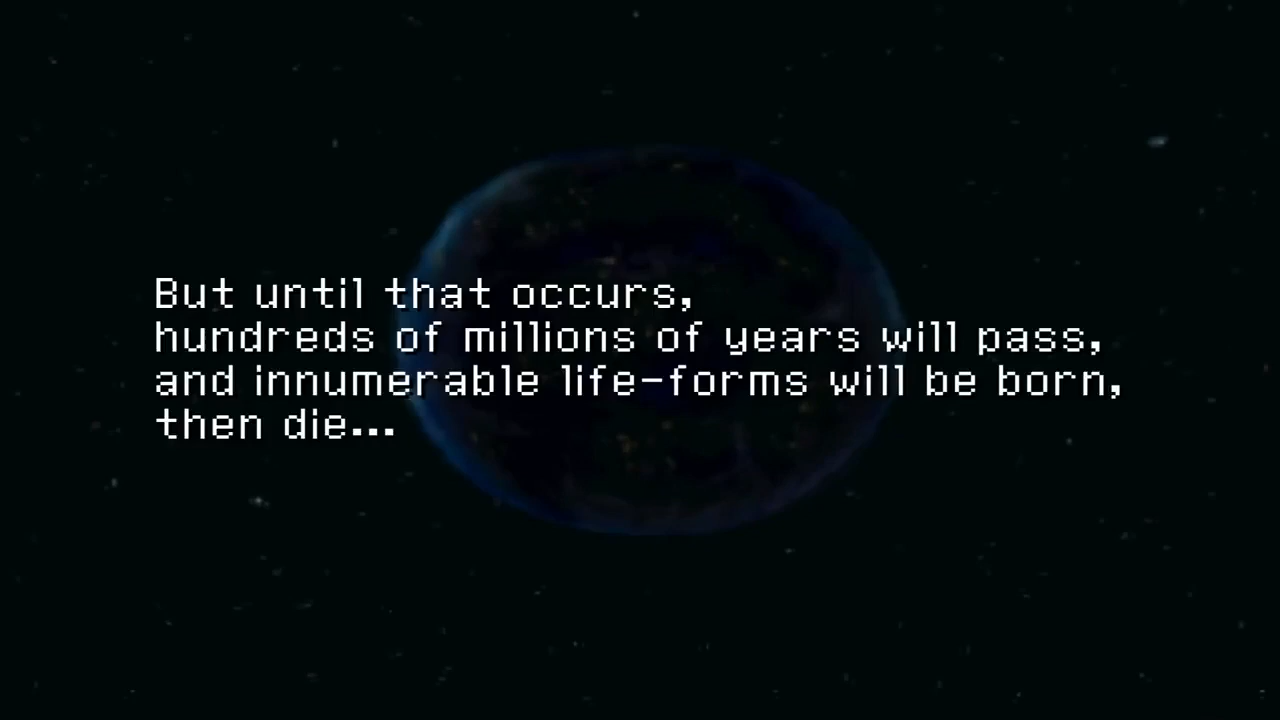 But until that occurs,
hundreds of millions of years will pass,
and innumerable life-forms will be born,
then die...